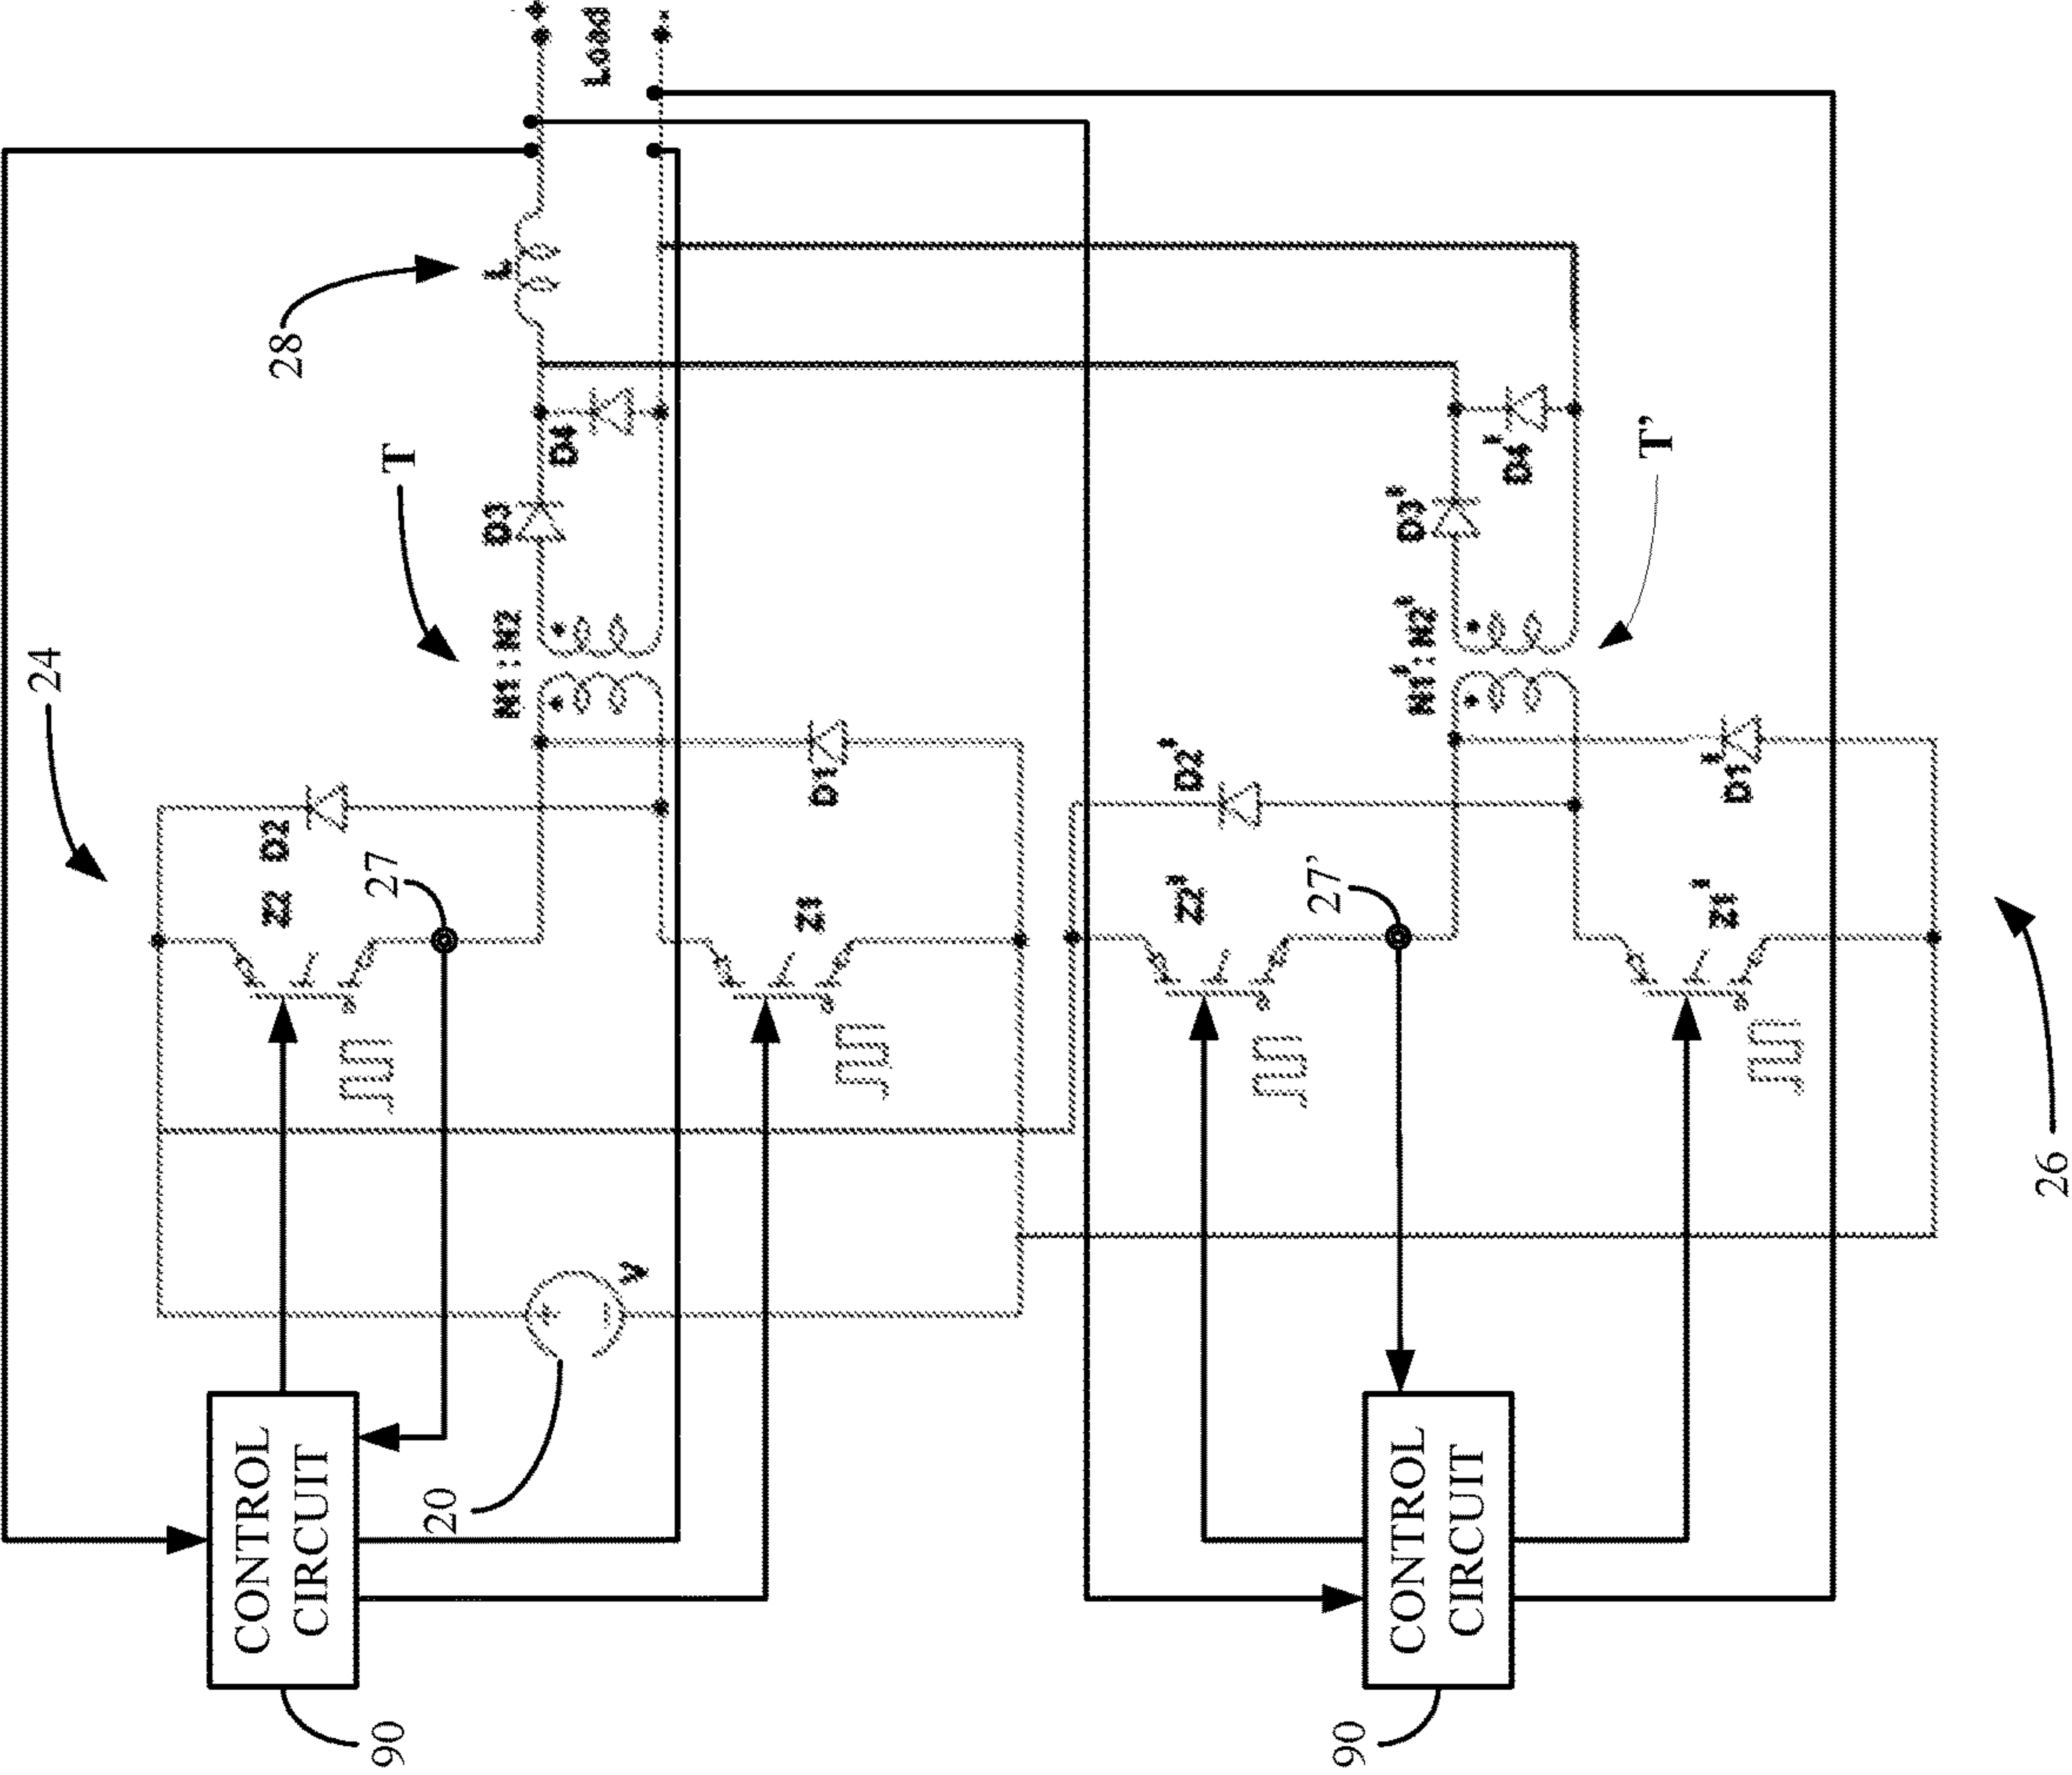 Load
28
L
T
D4
D3
24
N1 : N2
D2
D1
Z2
27
Z1
V
20
CONTROL
CIRCUIT
90
T'
D4'
D3'
N1' : N2'
D2'
D1'
Z2'
27'
Z1'
26
CONTROL
CIRCUIT
90